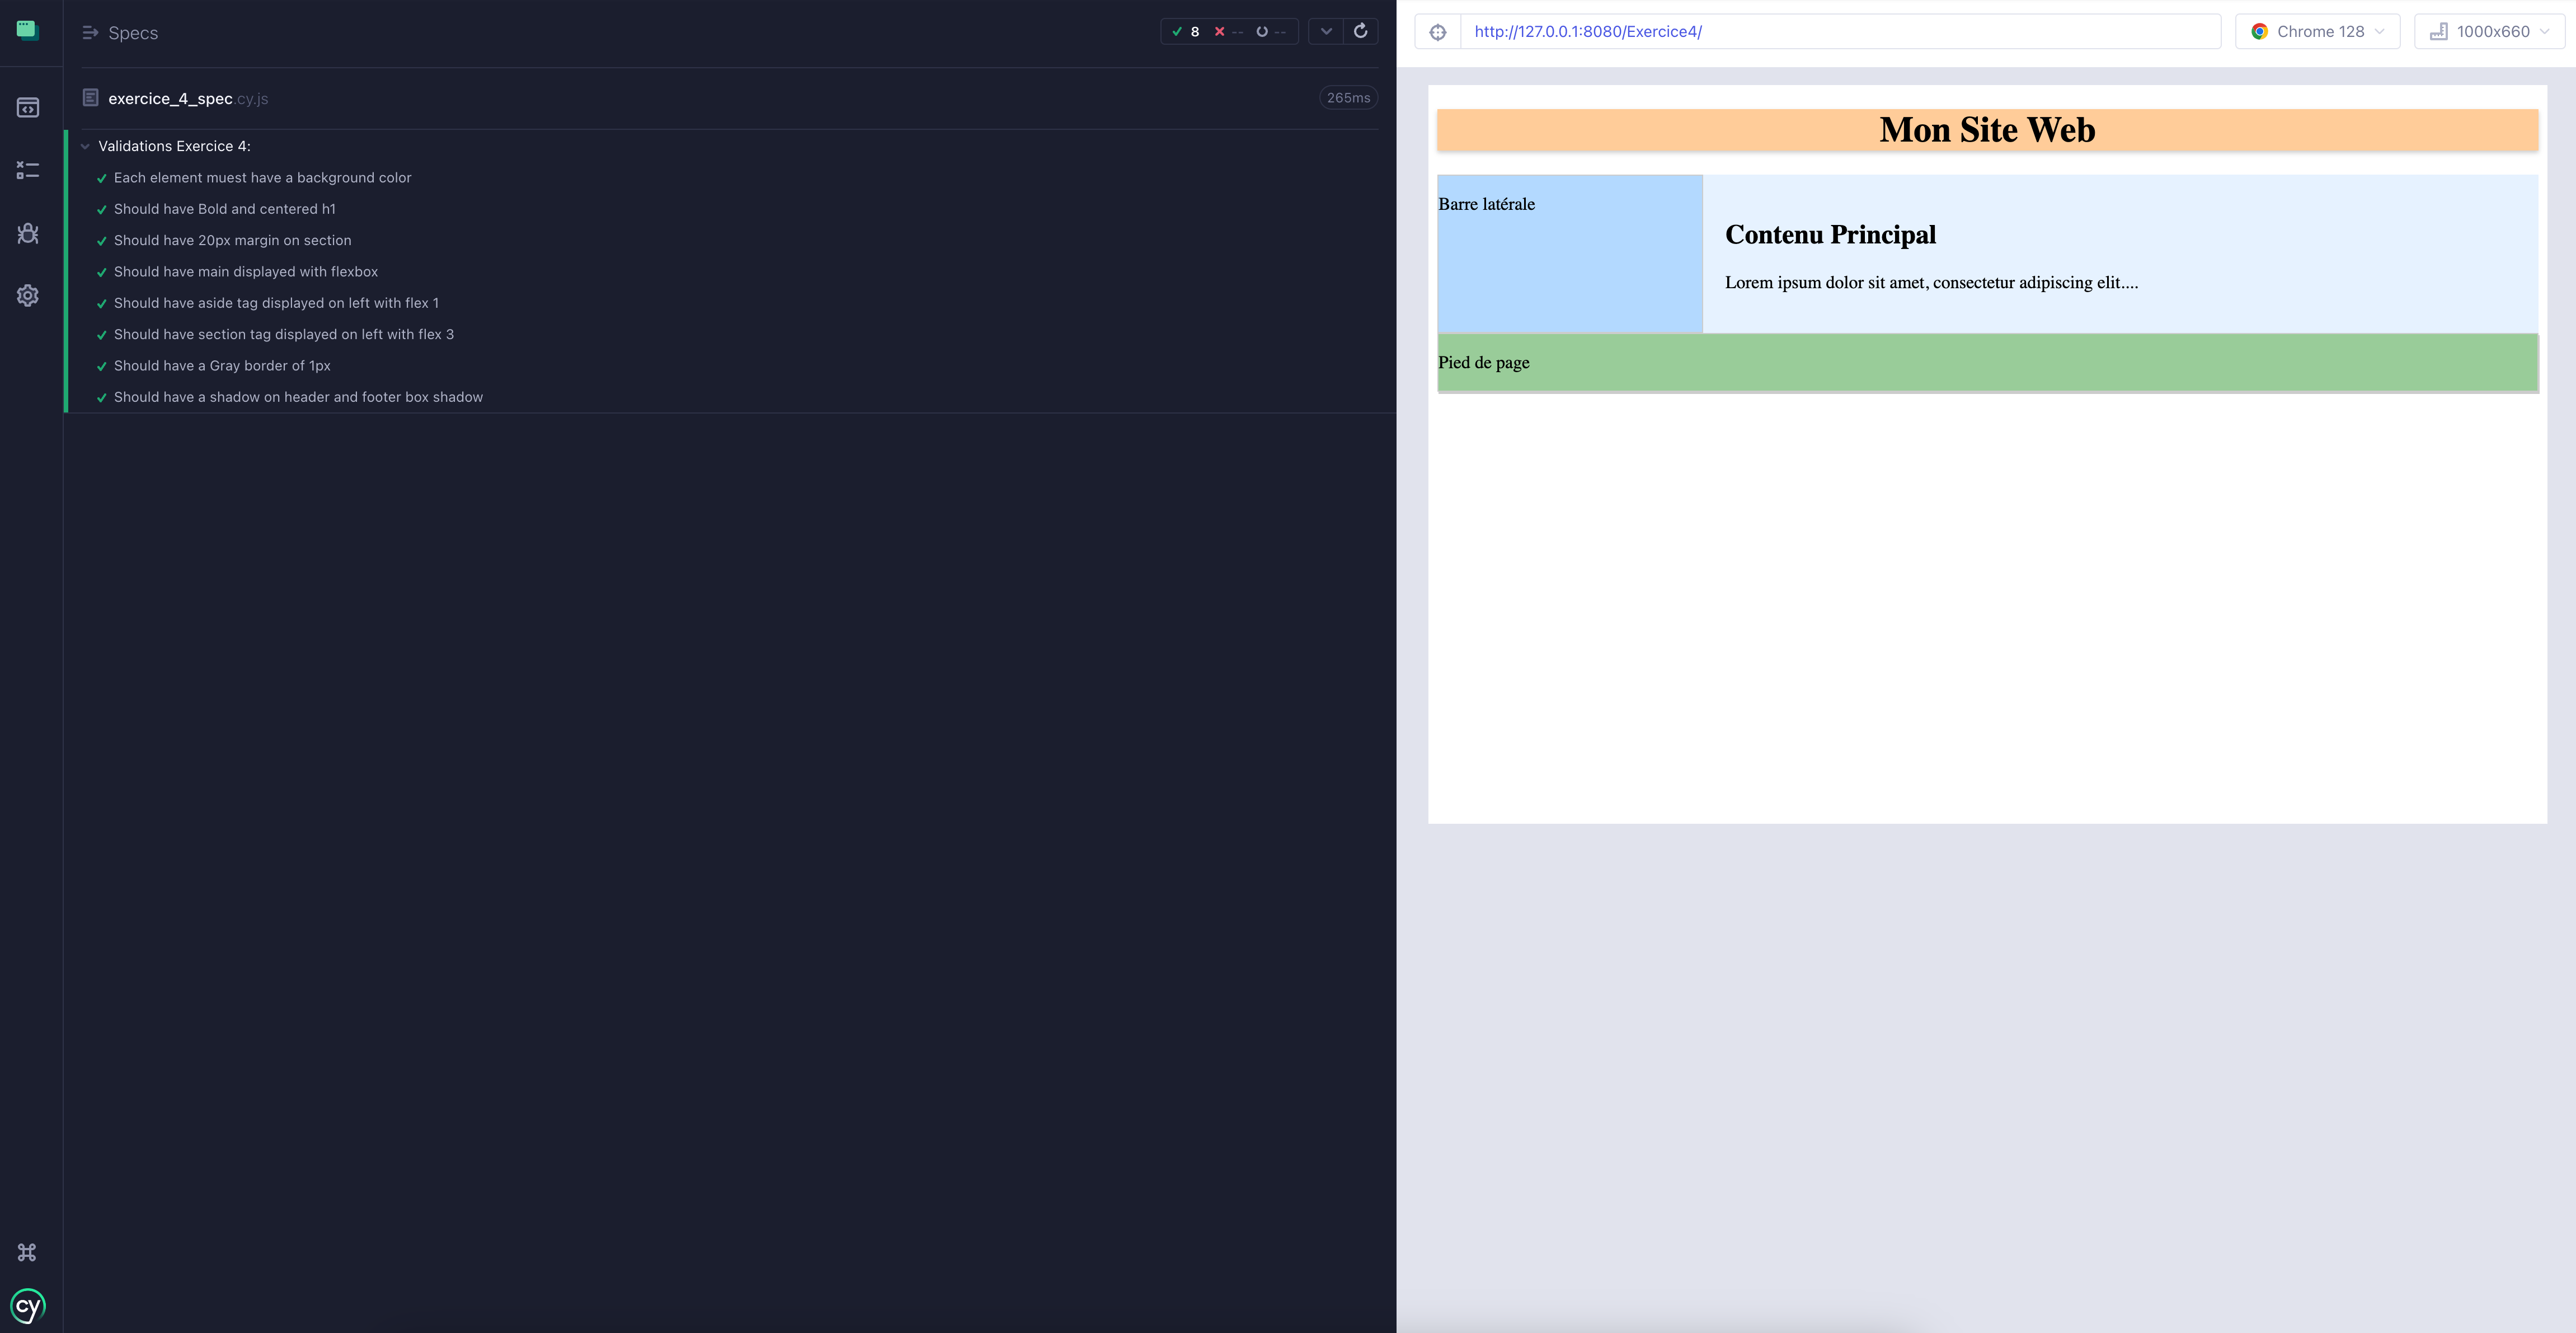 Specs
8 -- --
exercice_4_spec.cy.js
265ms
Validations Exercice 4:
Each element muest have a background color
Should have Bold and centered h1
Should have 20px margin on section
Should have main displayed with flexbox
Should have aside tag displayed on left with flex 1
Should have section tag displayed on left with flex 3
Should have a Gray border of 1px
Should have a shadow on header and footer box shadow
cy
http://127.0.0.1:8080/Exercice4/
Chrome 128
1000x660
Mon Site Web
Barre latérale
Contenu Principal
Lorem ipsum dolor sit amet, consectetur adipiscing elit....
Pied de page